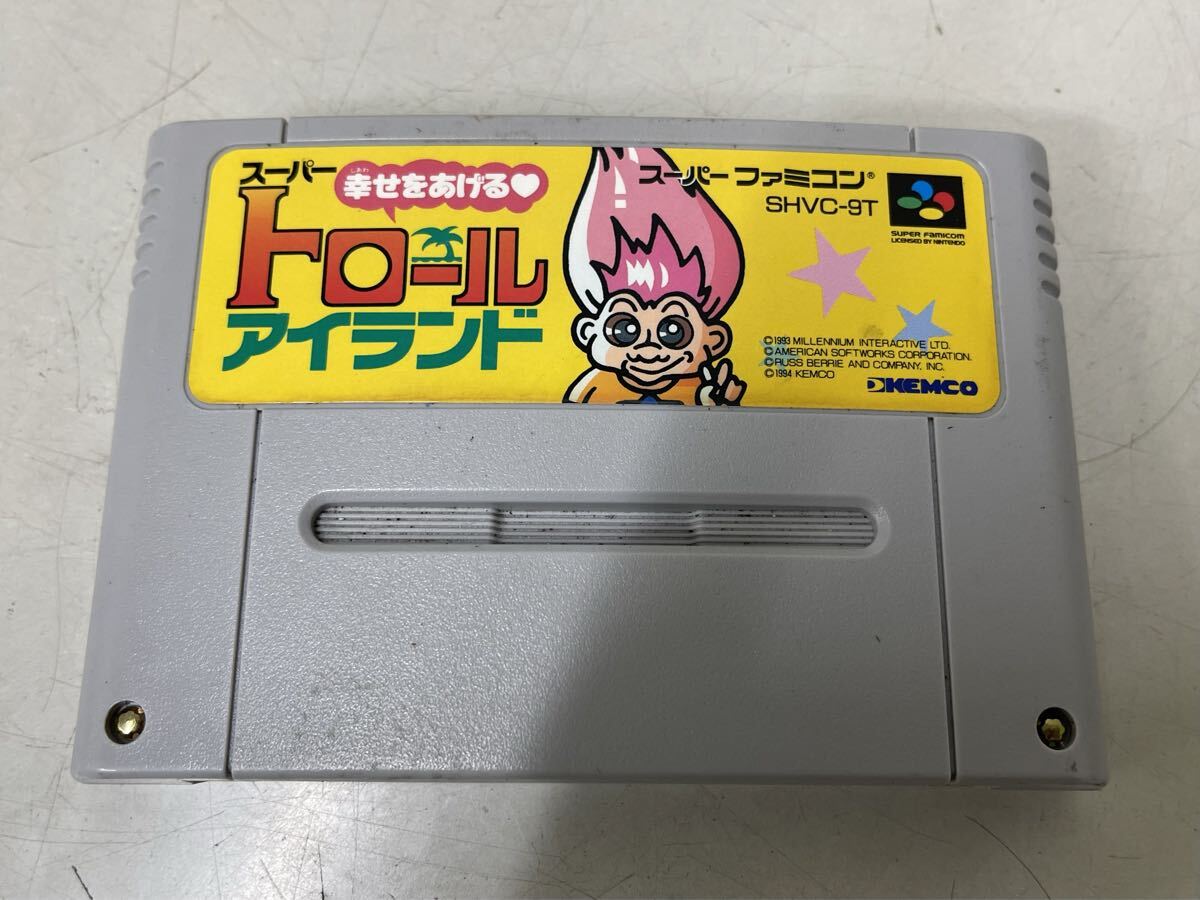 スーパー
しあわ
幸せをあげる♥
トロール
アイランド
スーパー ファミコン®
SHVC-9T
SUPER FAMICOM
LICENSED BY NINTENDO
©1993 MILLENNIUM INTERACTIVE LTD.
©AMERICAN SOFTWORKS CORPORATION.
©RUSS BERRIE AND COMPANY, INC.
©1994 KEMCO
KEMCO